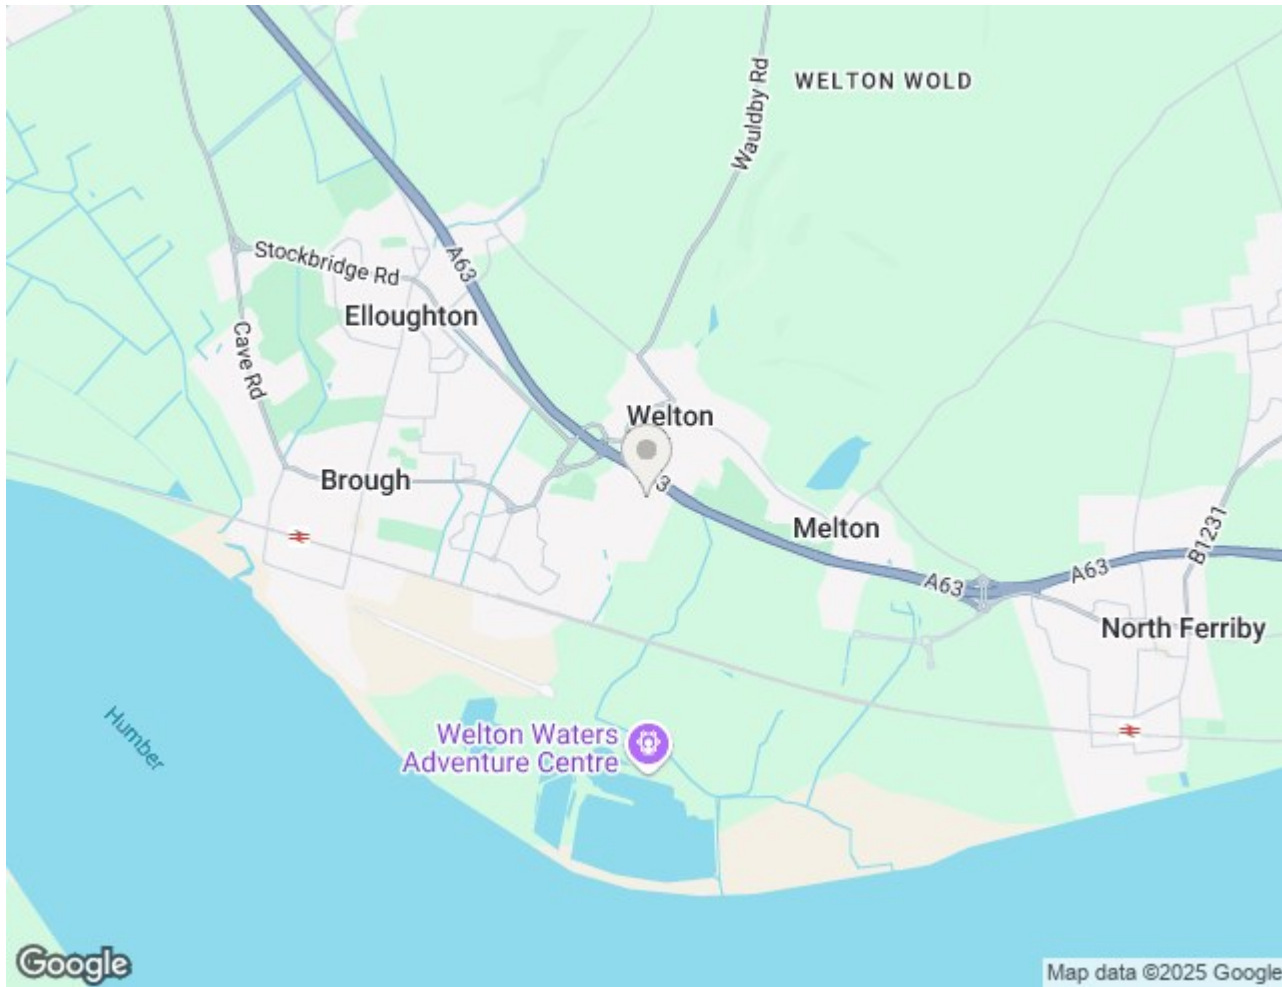 WELTON WOLD
Wauldby Rd
Stockbridge Rd
A63
Elloughton
Cave Rd
Welton
Brough
3
Melton
B1231
A63
A63
North Ferriby
Humber
Welton Waters
Adventure Centre
Google
Map data ©2025 Google